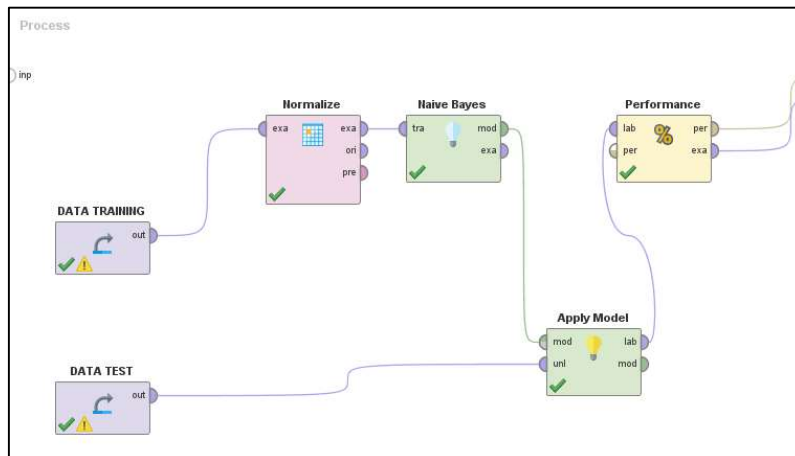 Process
inp
Normalize
exa exa
ori
pre
Naive Bayes
tra mod
exa
Performance
lab per
per exa
%
DATA TRAINING
out
Apply Model
mod lab
unl mod
DATA TEST
out